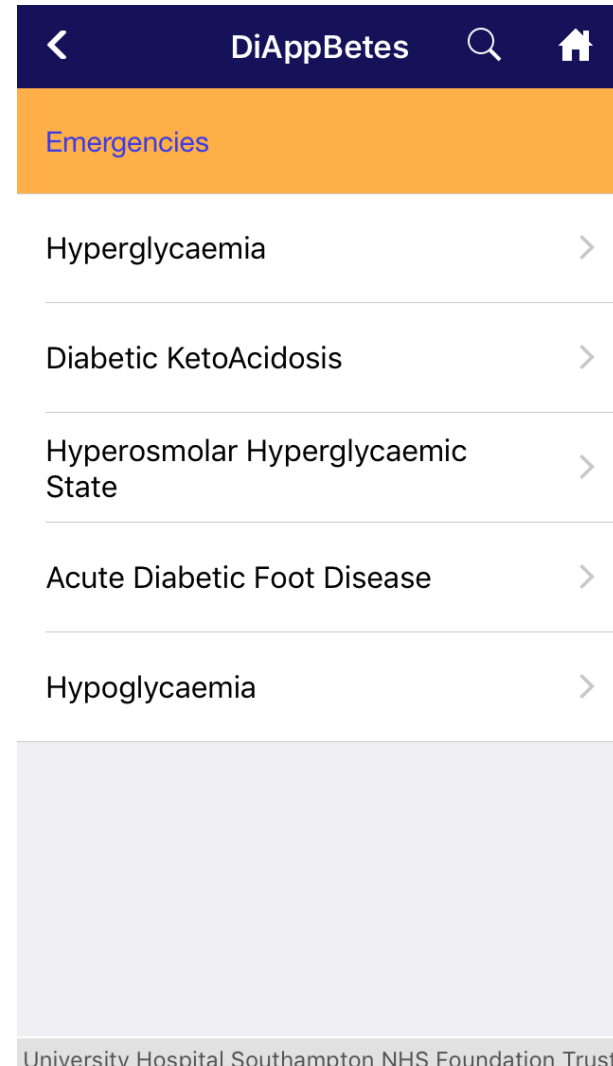 DiAppBetes
Emergencies
Hyperglycaemia
Diabetic KetoAcidosis
Hyperosmolar Hyperglycaemic
State
Acute Diabetic Foot Disease
Hypoglycaemia
University Hospital Southampton NHS Foundation Trust